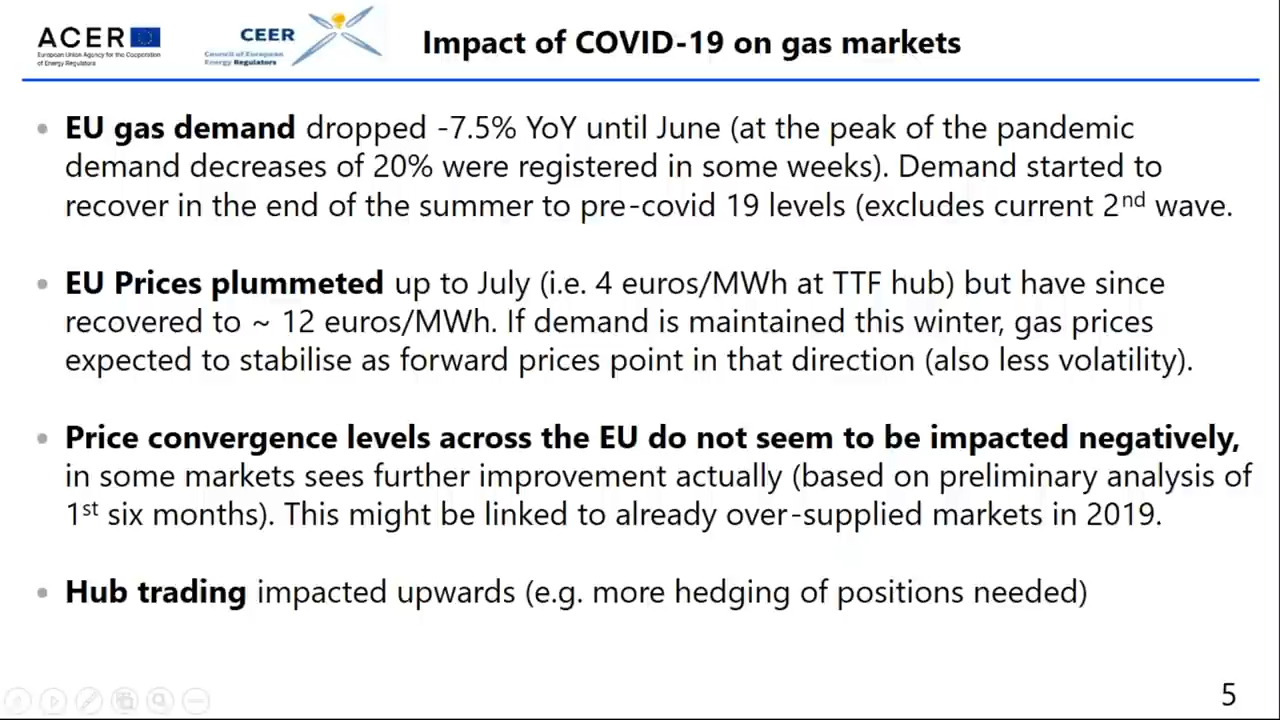 ACER
European Union Agency for the Cooperation
of Energy Regulators
CEER
Council of European
Energy Regulators
Impact of COVID-19 on gas markets
• EU gas demand dropped -7.5% YoY until June (at the peak of the pandemic
demand decreases of 20% were registered in some weeks). Demand started to
recover in the end of the summer to pre-covid 19 levels (excludes current 2nd wave.
• EU Prices plummeted up to July (i.e. 4 euros/MWh at TTF hub) but have since
recovered to ~ 12 euros/MWh. If demand is maintained this winter, gas prices
expected to stabilise as forward prices point in that direction (also less volatility).
• Price convergence levels across the EU do not seem to be impacted negatively,
in some markets sees further improvement actually (based on preliminary analysis of
1st six months). This might be linked to already over-supplied markets in 2019.
• Hub trading impacted upwards (e.g. more hedging of positions needed)
5